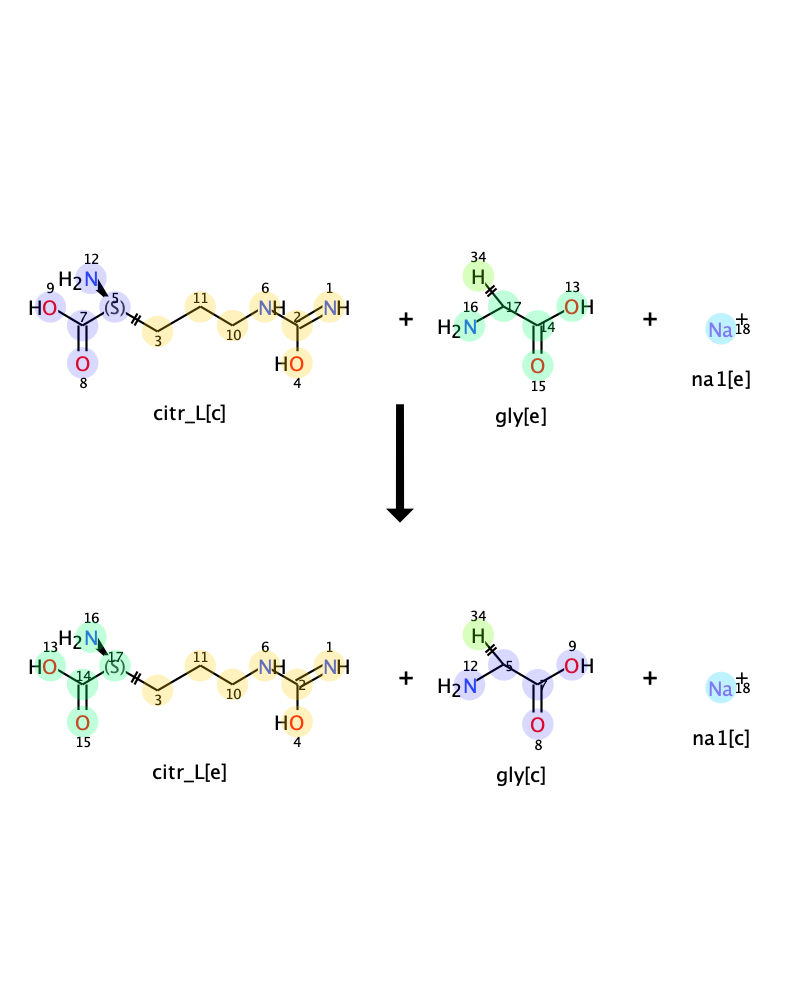 12 34
H₂N H 13
9 5 11 6 1 16 17 OH
HO (S) NH NH + H₂N + Na+
7 3 10 2 14 18
O HO O
8 4 15 na1[e]
citr_L[c] gly[e]
16 34
H₂N H 9
13 17 11 6 1 12 5 OH
HO (S) NH NH + H₂N + Na+
14 3 10 2 7 18
O HO O
15 4 8 na1[c]
citr_L[e] gly[c]